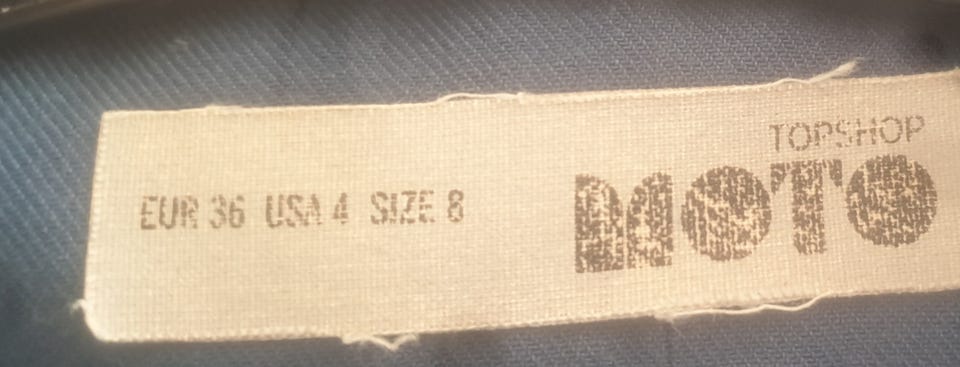 TOPSHOP
EUR 36 USA 4 SIZE 8
MOTO